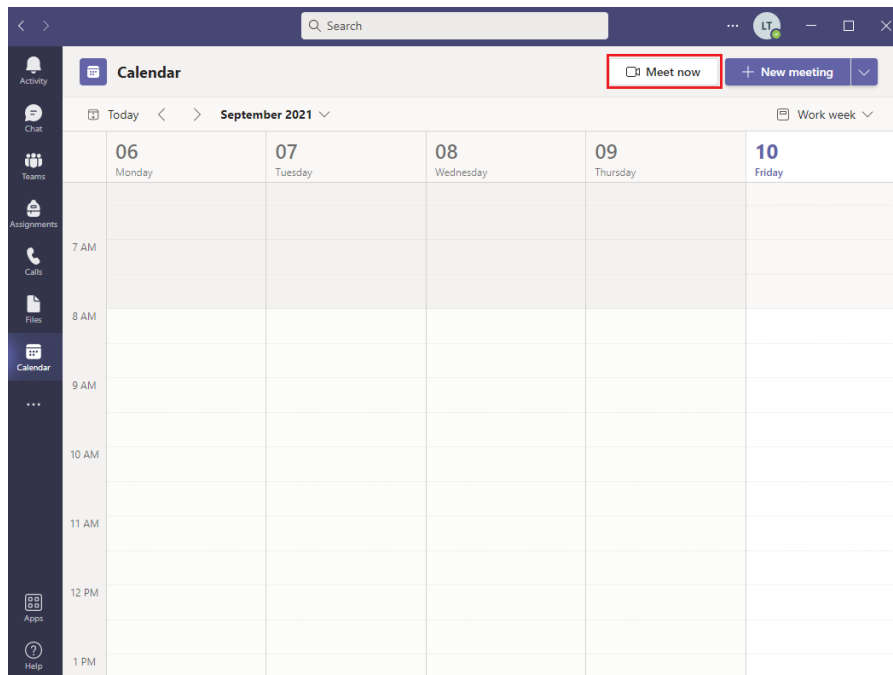 Search
LT
Activity
Chat
Teams
Assignments
Calls
Files
Calendar
Apps
Help
Calendar
Meet now
New meeting
Today
September 2021
Work week
06
Monday
07
Tuesday
08
Wednesday
09
Thursday
10
Friday
7 AM
8 AM
9 AM
10 AM
11 AM
12 PM
1 PM